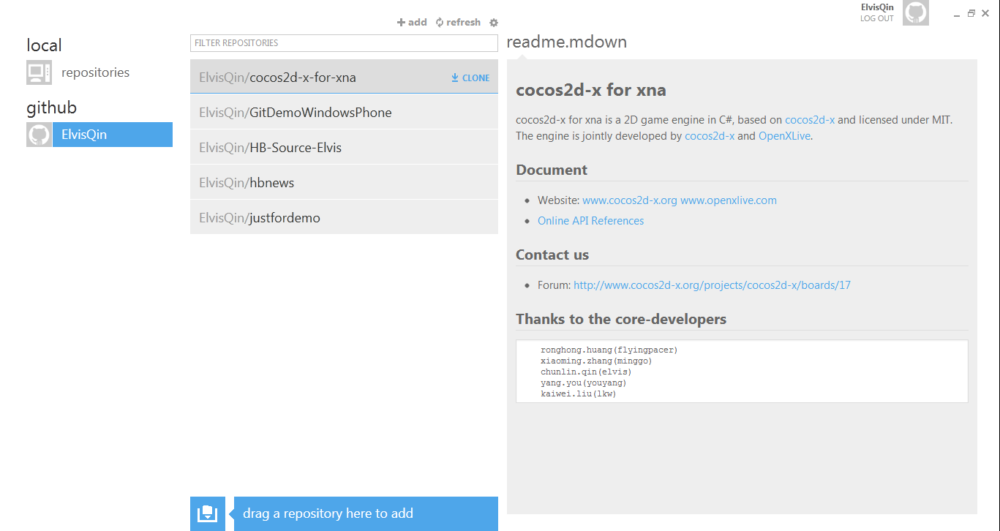 ElvisQin
LOG OUT
add refresh
local
repositories
github
ElvisQin
FILTER REPOSITORIES
ElvisQin/cocos2d-x-for-xna CLONE
ElvisQin/GitDemoWindowsPhone
ElvisQin/HB-Source-Elvis
ElvisQin/hbnews
ElvisQin/justfordemo
drag a repository here to add
readme.mdown
cocos2d-x for xna
cocos2d-x for xna is a 2D game engine in C#, based on cocos2d-x and licensed under MIT.
The engine is jointly developed by cocos2d-x and OpenXLive.
Document
• Website: www.cocos2d-x.org www.openxlive.com
• Online API References
Contact us
• Forum: http://www.cocos2d-x.org/projects/cocos2d-x/boards/17
Thanks to the core-developers
ronghong.huang(flyingpacer)
xiaoming.zhang(minggo)
chunlin.qin(elvis)
yang.you(youyang)
kaiwei.liu(lkw)